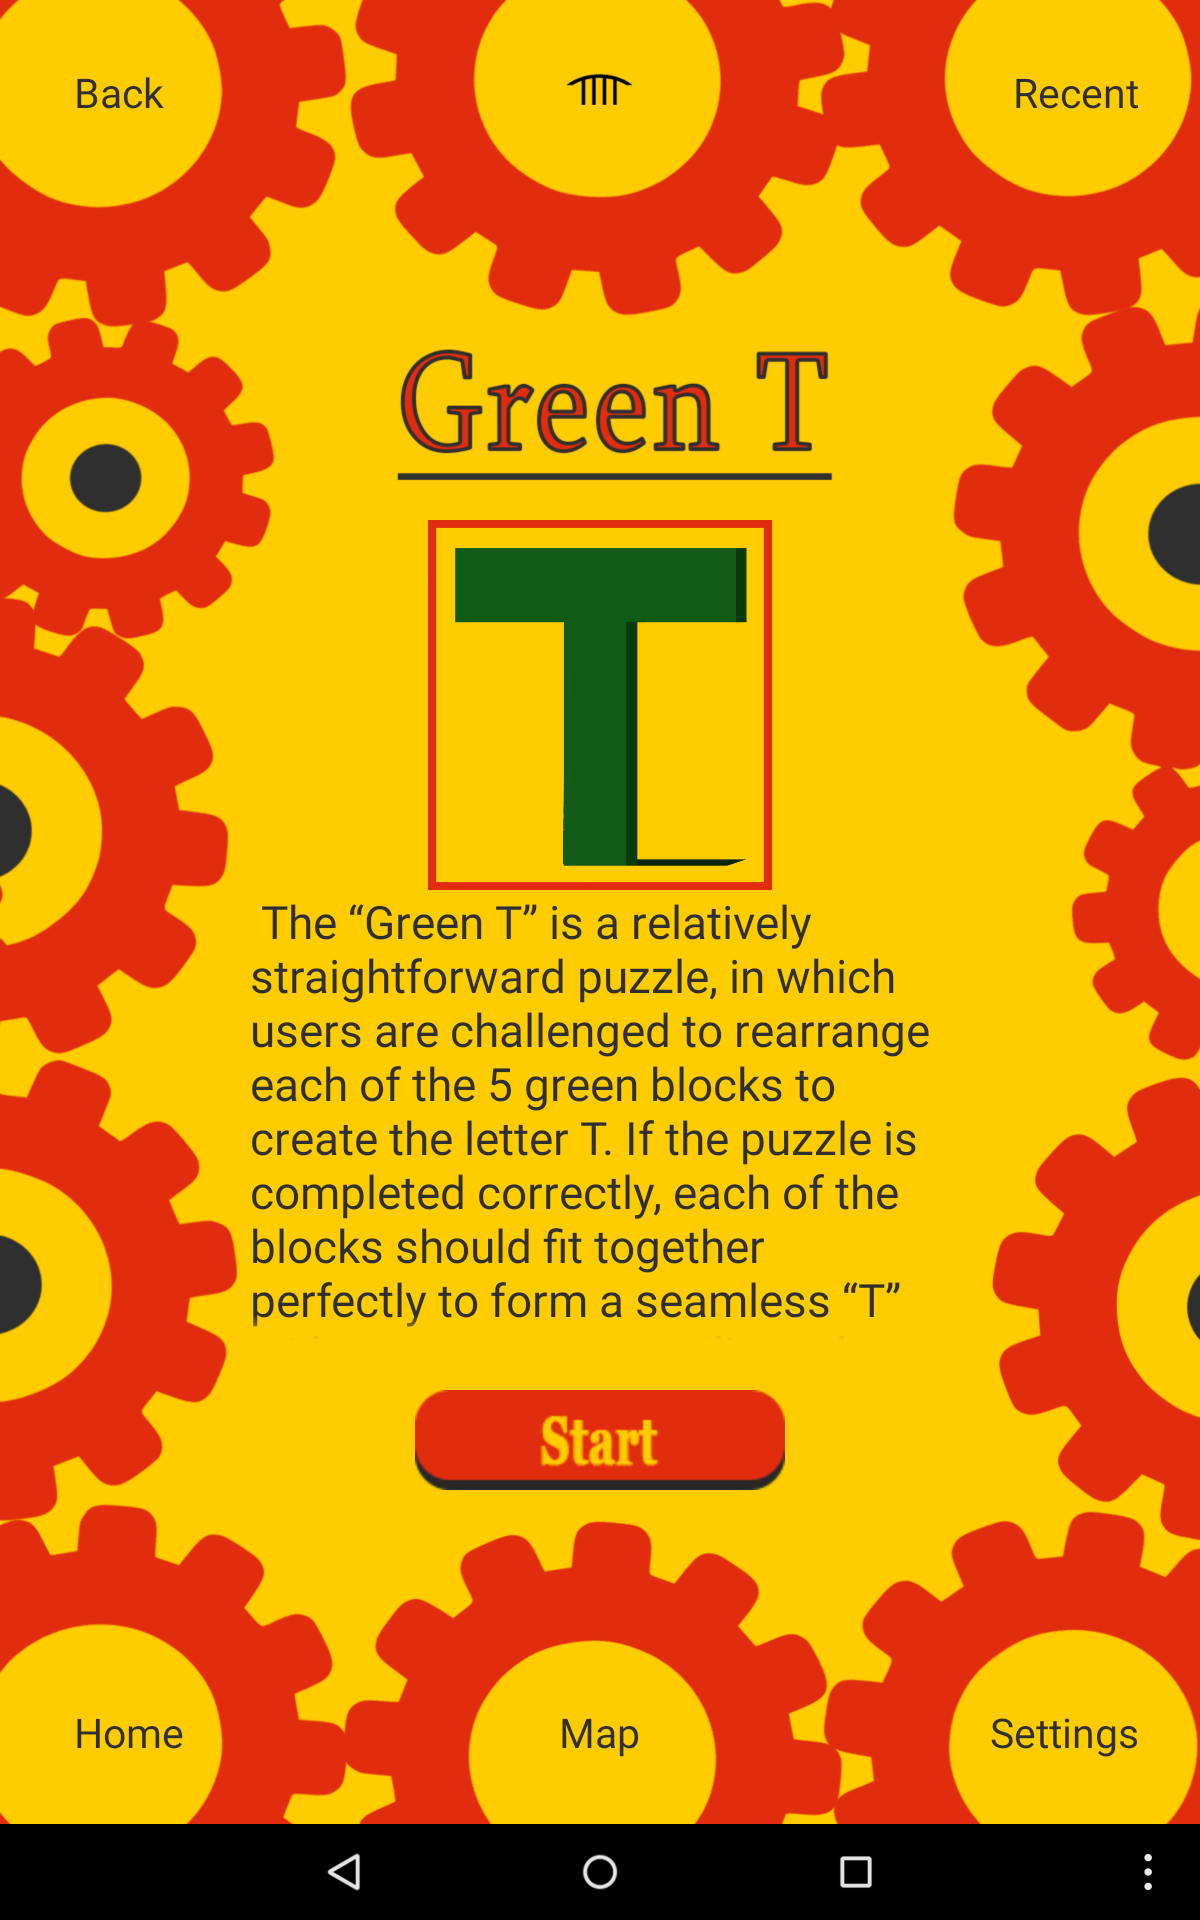 Back
Recent
Green T
T
The “Green T” is a relatively
straightforward puzzle, in which
users are challenged to rearrange
each of the 5 green blocks to
create the letter T. If the puzzle is
completed correctly, each of the
blocks should fit together
perfectly to form a seamless “T”
Start
Home
Map
Settings